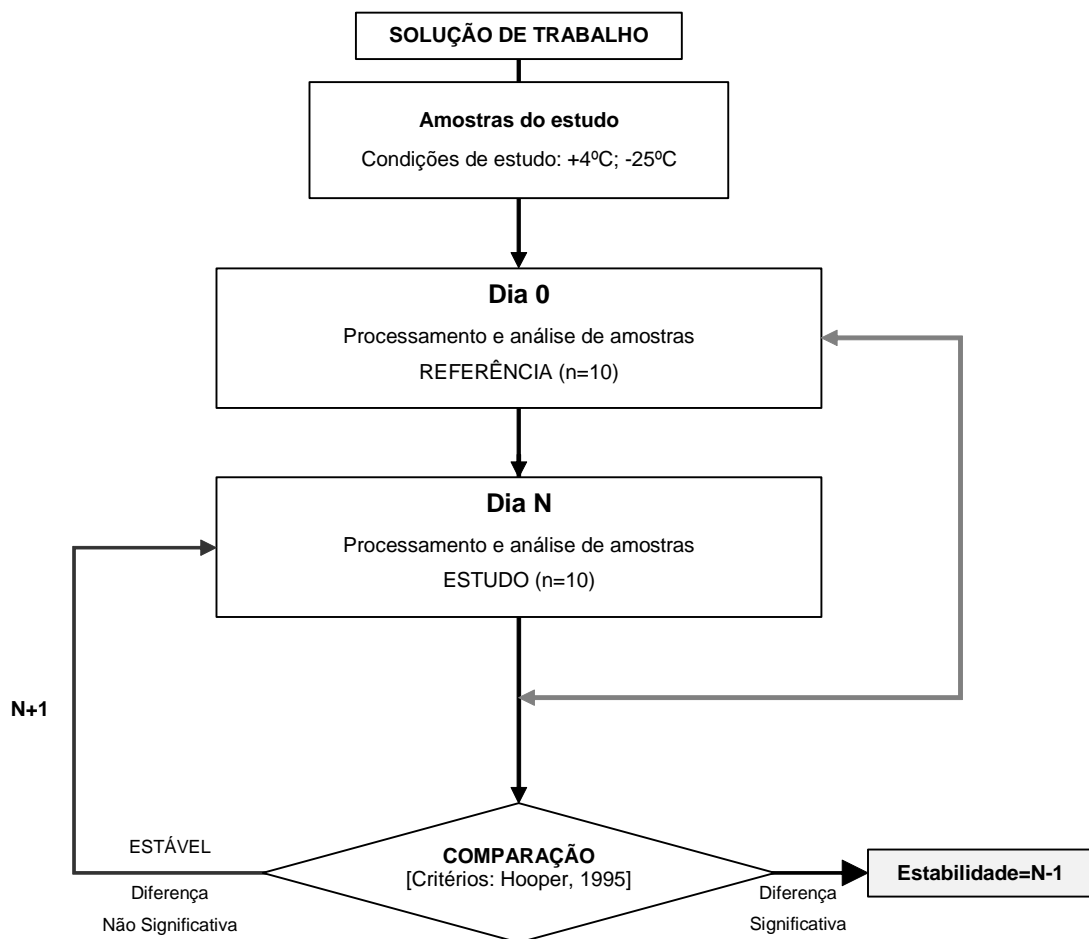 SOLUÇÃO DE TRABALHO
Amostras do estudo
Condições de estudo: +4ºC; -25ºC
Dia 0
Processamento e análise de amostras
REFERÊNCIA (n=10)
Dia N
Processamento e análise de amostras
ESTUDO (n=10)
N+1
ESTÁVEL
Diferença
Não Significativa
COMPARAÇÃO
[Critérios: Hooper, 1995]
Diferença
Significativa
Estabilidade=N-1